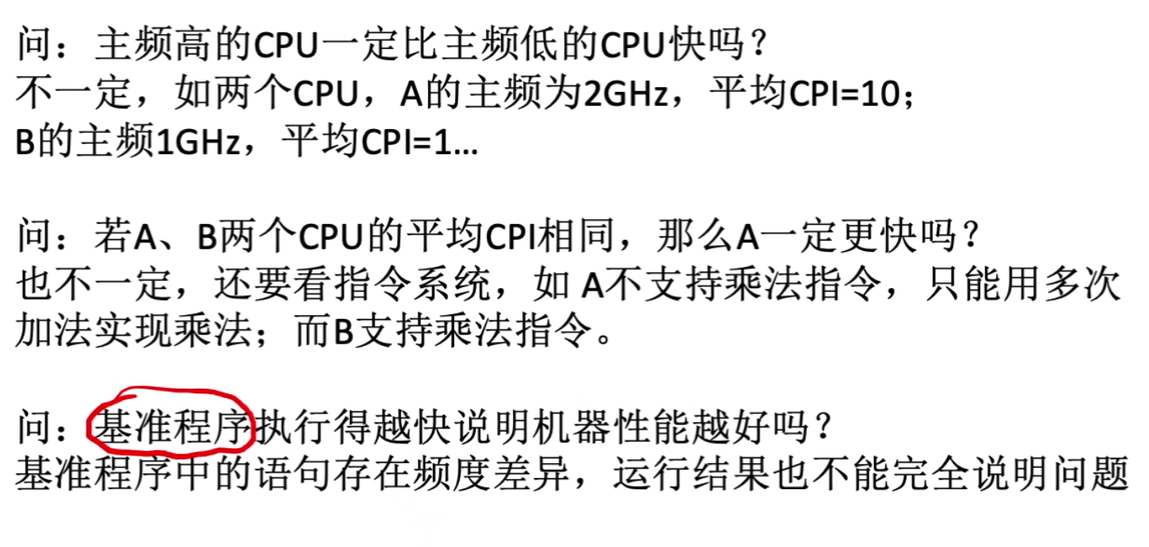 问：主频高的CPU一定比主频低的CPU快吗？
不一定，如两个CPU，A的主频为2GHz，平均CPI=10；
B的主频1GHz，平均CPI=1...
问：若A、B两个CPU的平均CPI相同，那么A一定更快吗？
也不一定，还要看指令系统，如 A不支持乘法指令，只能用多次
加法实现乘法；而B支持乘法指令。
问：基准程序执行得越快说明机器性能越好吗？
基准程序中的语句存在频度差异，运行结果也不能完全说明问题